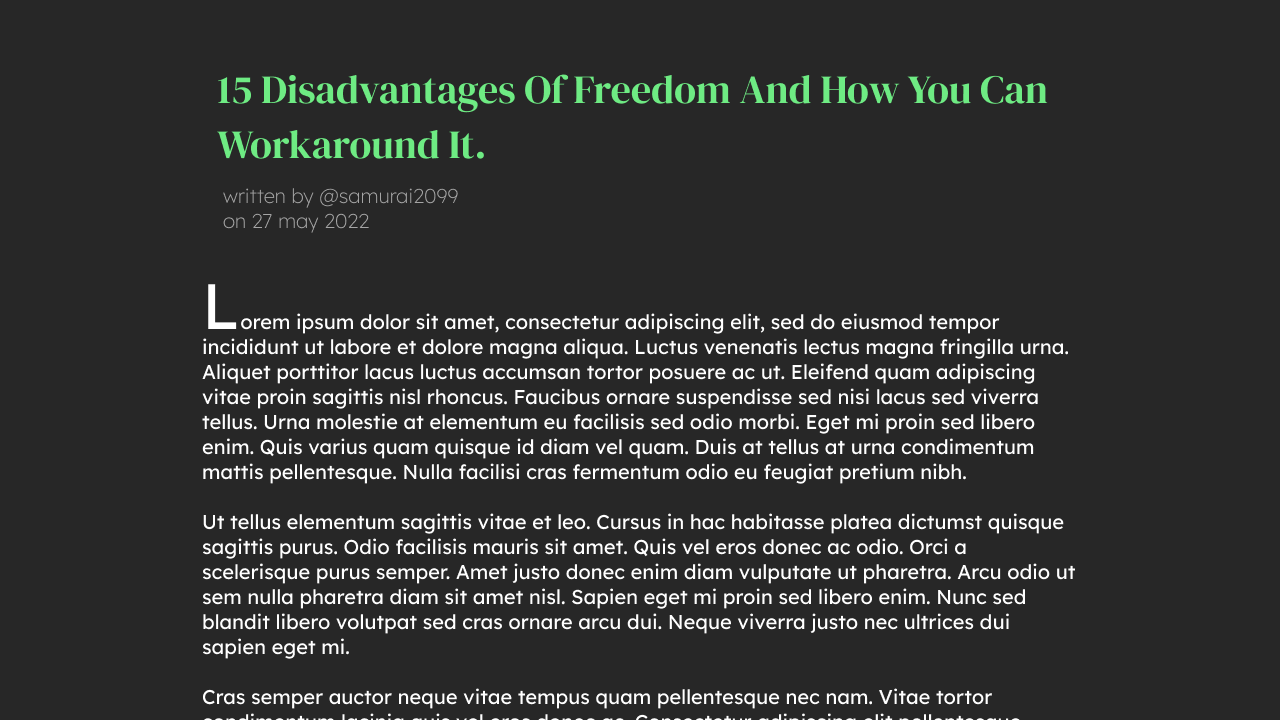 15 Disadvantages Of Freedom And How You Can
Workaround It.
written by @samurai2099
on 27 may 2022
Lorem ipsum dolor sit amet, consectetur adipiscing elit, sed do eiusmod tempor
incididunt ut labore et dolore magna aliqua. Luctus venenatis lectus magna fringilla urna.
Aliquet porttitor lacus luctus accumsan tortor posuere ac ut. Eleifend quam adipiscing
vitae proin sagittis nisl rhoncus. Faucibus ornare suspendisse sed nisi lacus sed viverra
tellus. Urna molestie at elementum eu facilisis sed odio morbi. Eget mi proin sed libero
enim. Quis varius quam quisque id diam vel quam. Duis at tellus at urna condimentum
mattis pellentesque. Nulla facilisi cras fermentum odio eu feugiat pretium nibh.
Ut tellus elementum sagittis vitae et leo. Cursus in hac habitasse platea dictumst quisque
sagittis purus. Odio facilisis mauris sit amet. Quis vel eros donec ac odio. Orci a
scelerisque purus semper. Amet justo donec enim diam vulputate ut pharetra. Arcu odio ut
sem nulla pharetra diam sit amet nisl. Sapien eget mi proin sed libero enim. Nunc sed
blandit libero volutpat sed cras ornare arcu dui. Neque viverra justo nec ultrices dui
sapien eget mi.
Cras semper auctor neque vitae tempus quam pellentesque nec nam. Vitae tortor